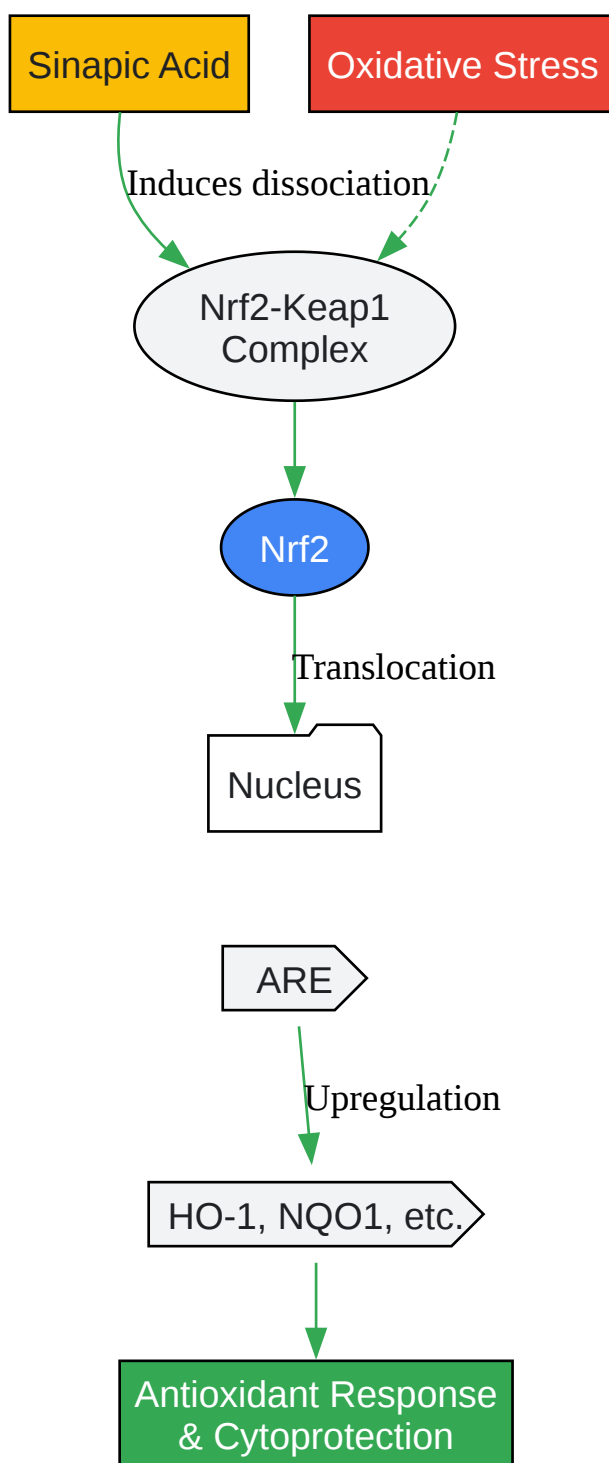 Sinapic Acid
Oxidative Stress
Induces dissociation
Nrf2-Keap1
Complex
Nrf2
Translocation
Nucleus
ARE
Upregulation
HO-1, NQO1, etc.
Antioxidant Response
& Cytoprotection